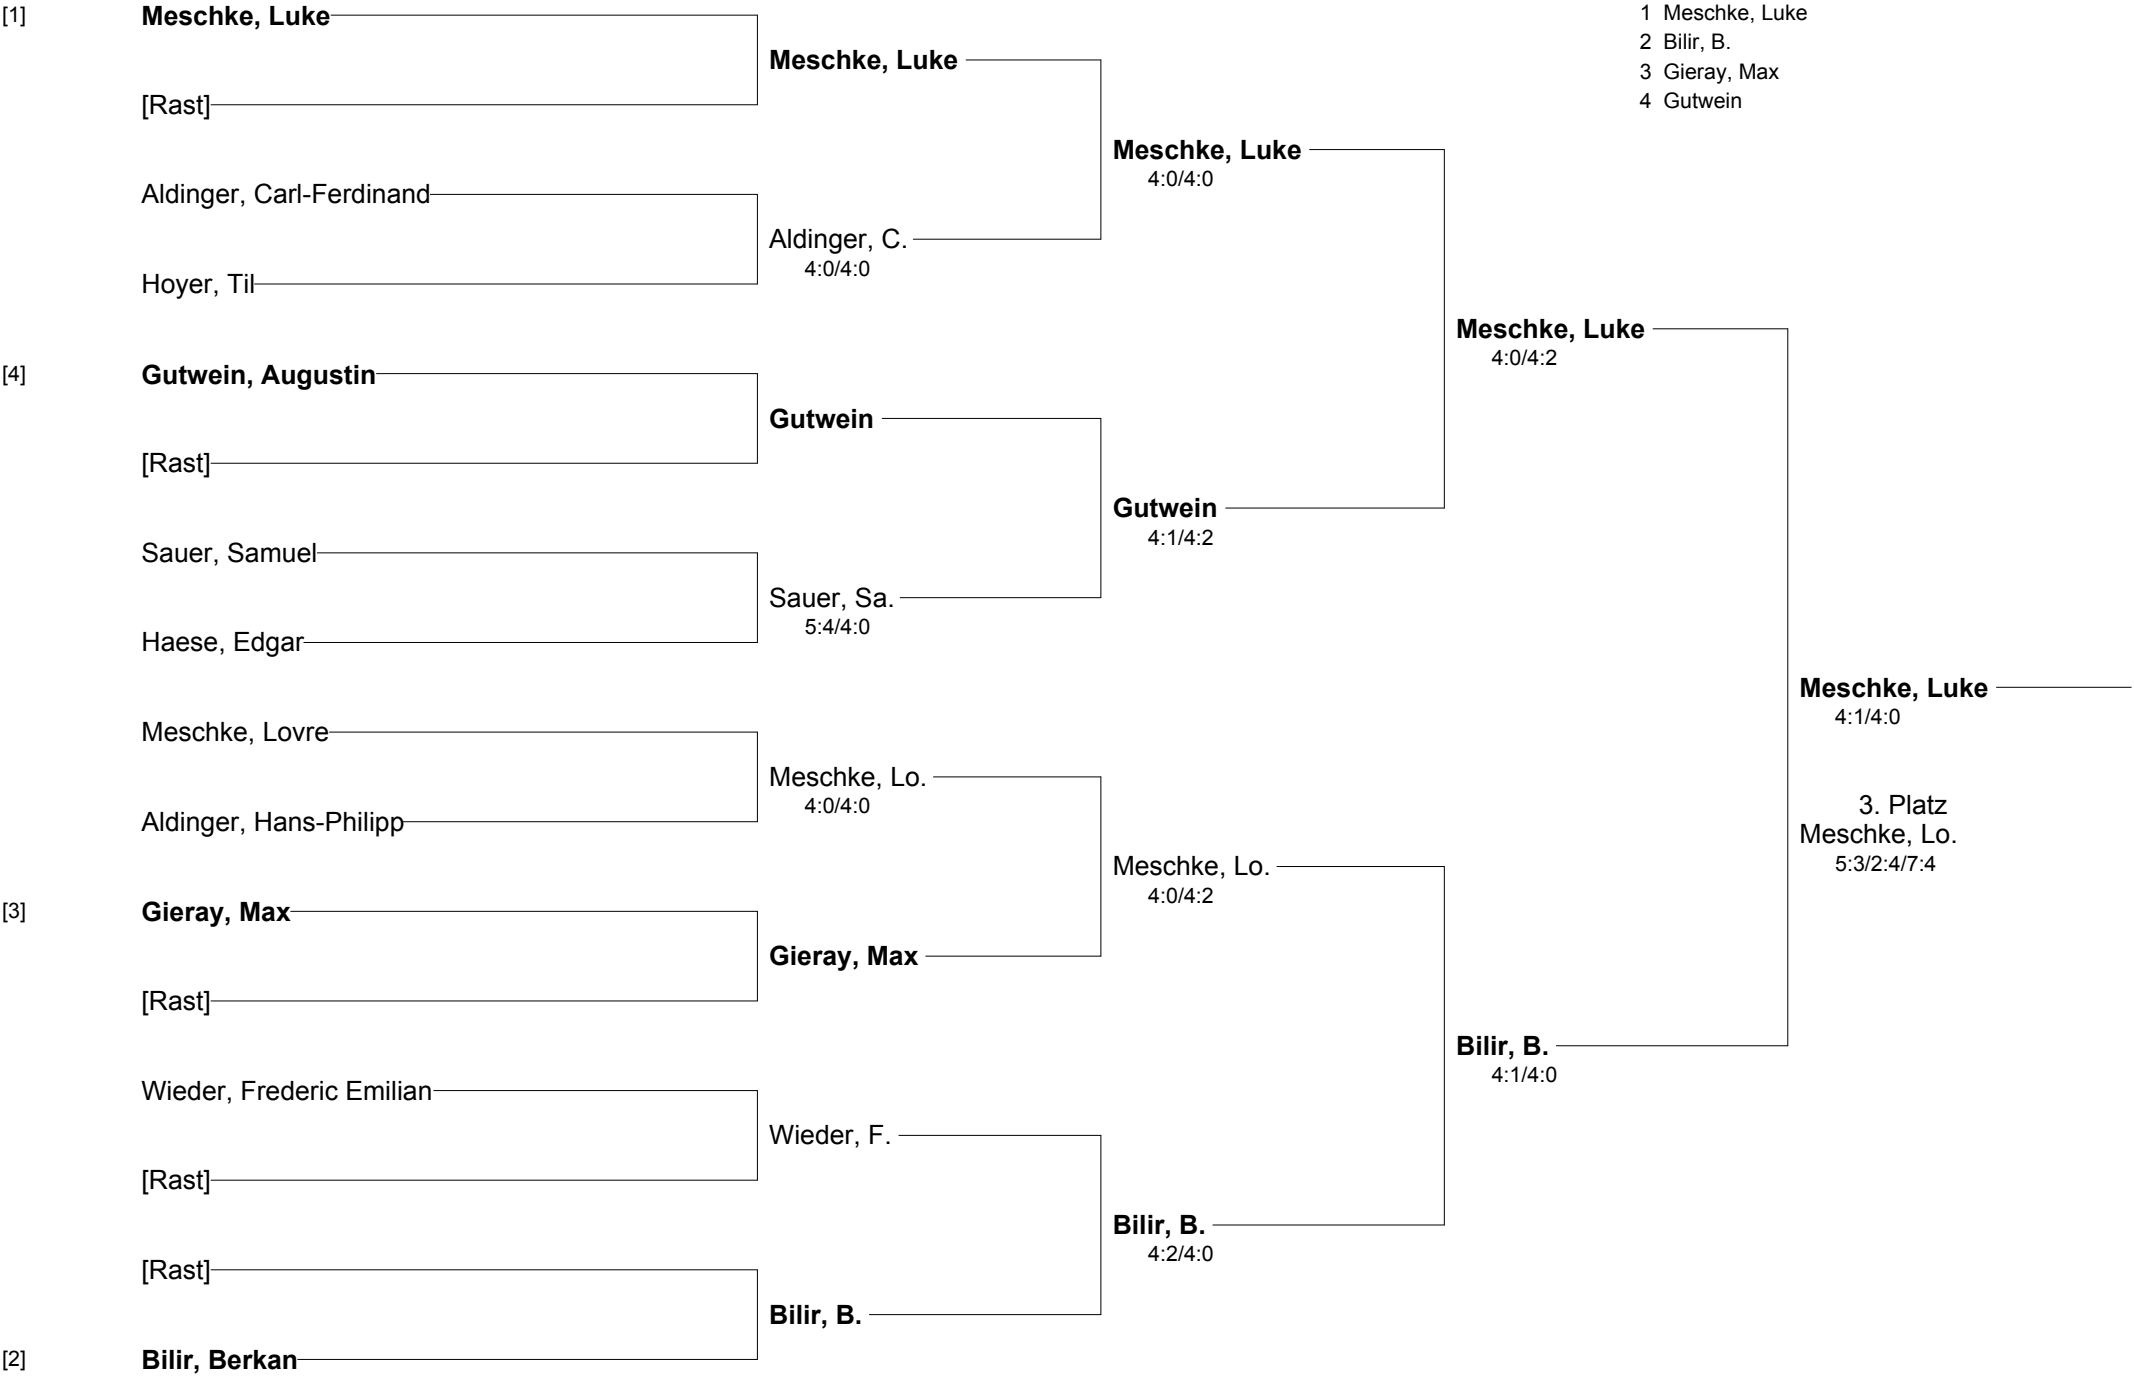 [1] Meschke, Luke
[Rast]
Aldinger, Carl-Ferdinand
Hoyer, Til
[4] Gutwein, Augustin
[Rast]
Sauer, Samuel
Haese, Edgar
Meschke, Lovre
Aldinger, Hans-Philipp
[3] Gieray, Max
[Rast]
Wieder, Frederic Emilian
[Rast]
[Rast]
[2] Bilir, Berkan
Meschke, Luke
Aldinger, C.
4:0/4:0
Gutwein
Sauer, Sa.
5:4/4:0
Meschke, Lo.
4:0/4:0
Gieray, Max
Wieder, F.
Bilir, B.
Meschke, Luke
4:0/4:0
Gutwein
4:1/4:2
Meschke, Lo.
4:0/4:2
Bilir, B.
4:2/4:0
Meschke, Luke
4:0/4:2
Bilir, B.
4:1/4:0
Meschke, Luke
4:1/4:0
3. Platz
Meschke, Lo.
5:3/2:4/7:4
1 Meschke, Luke
2 Bilir, B.
3 Gieray, Max
4 Gutwein